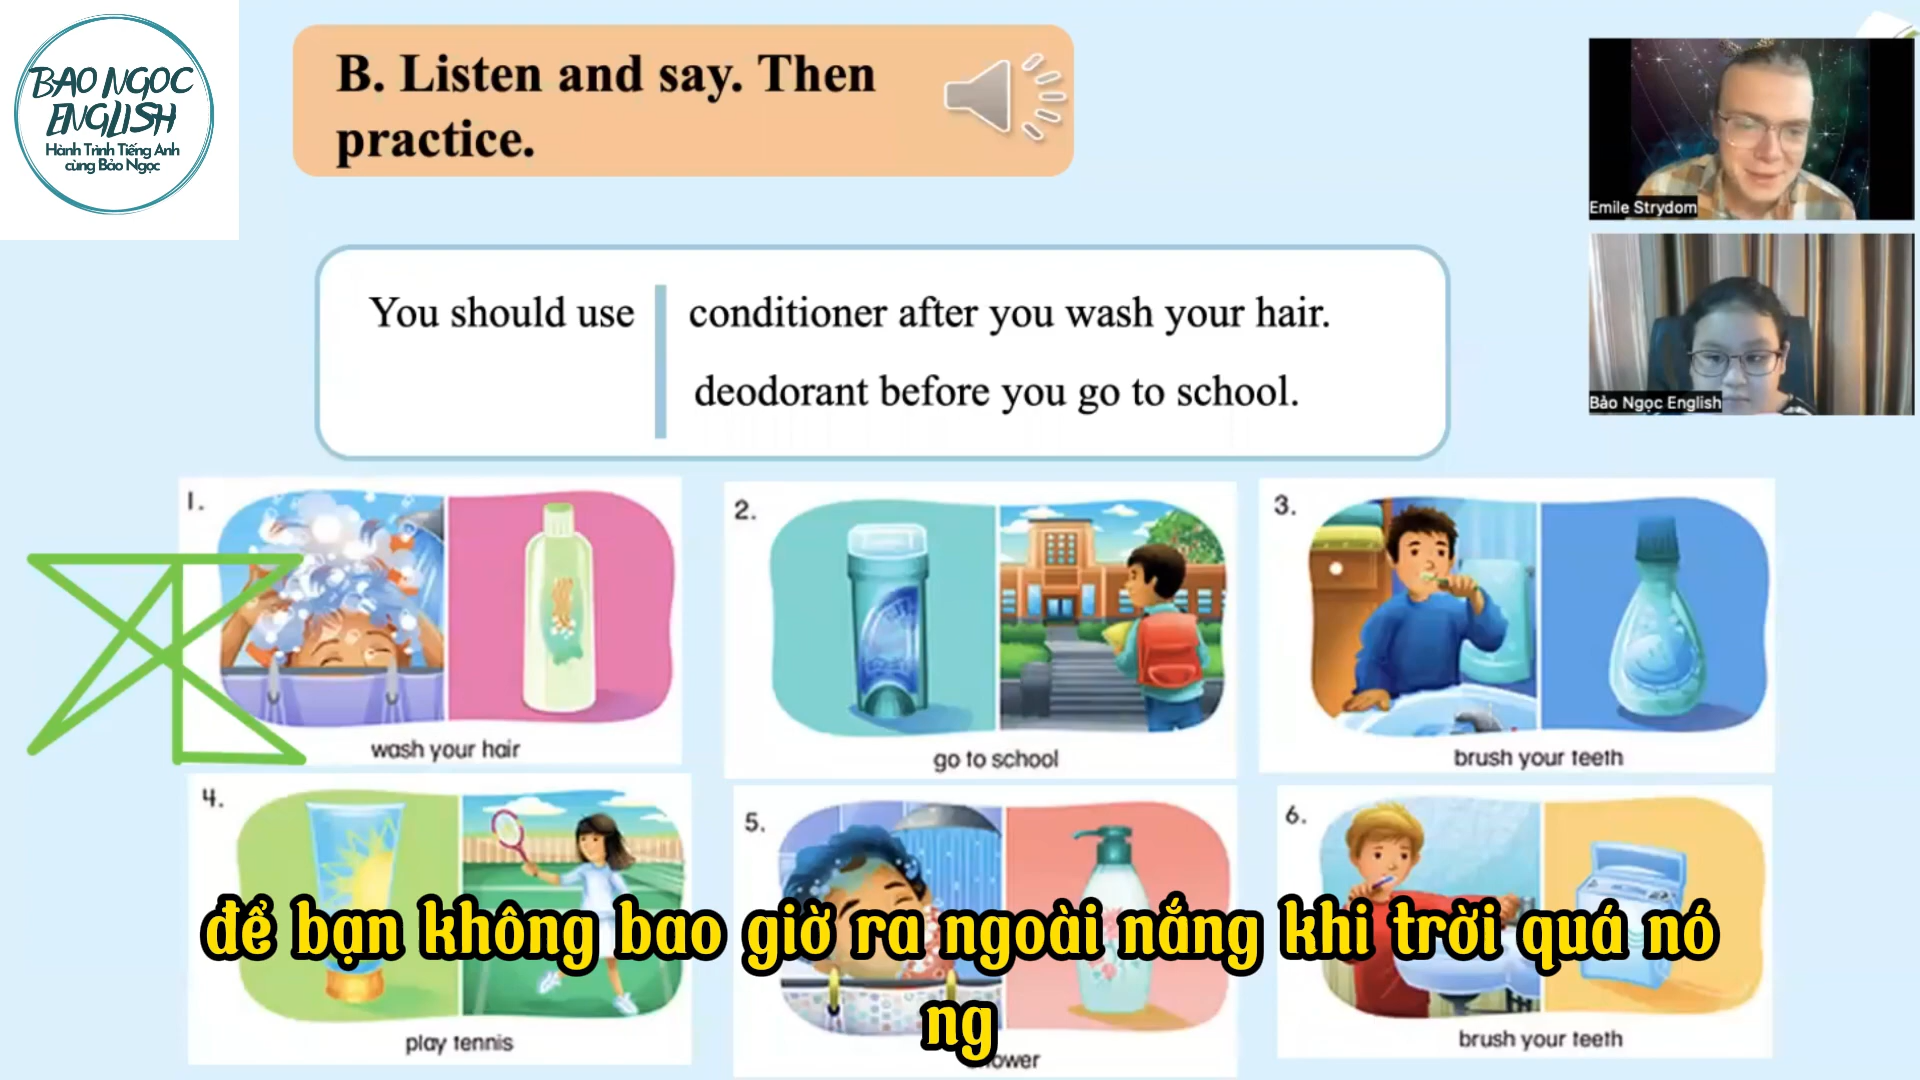 BAO NGOC
ENGLISH
Hành Trình Tiếng Anh
cùng Bảo Ngọc
B. Listen and say. Then
practice.
Emile Strydom
Bảo Ngọc English
You should use
conditioner after you wash your hair.
deodorant before you go to school.
1.
wash your hair
2.
go to school
3.
brush your teeth
4.
play tennis
5.
6.
brush your teeth
để bạn không bao giờ ra ngoài nắng khi trời quá nó
ng